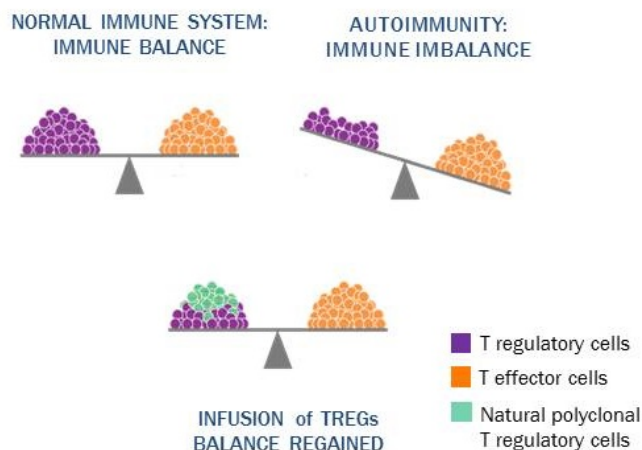 NORMAL IMMUNE SYSTEM:
IMMUNE BALANCE
AUTOIMMUNITY:
IMMUNE IMBALANCE
T regulatory cells
T effector cells
Natural polyclonal
T regulatory cells
INFUSION of TREGs
BALANCE REGAINED